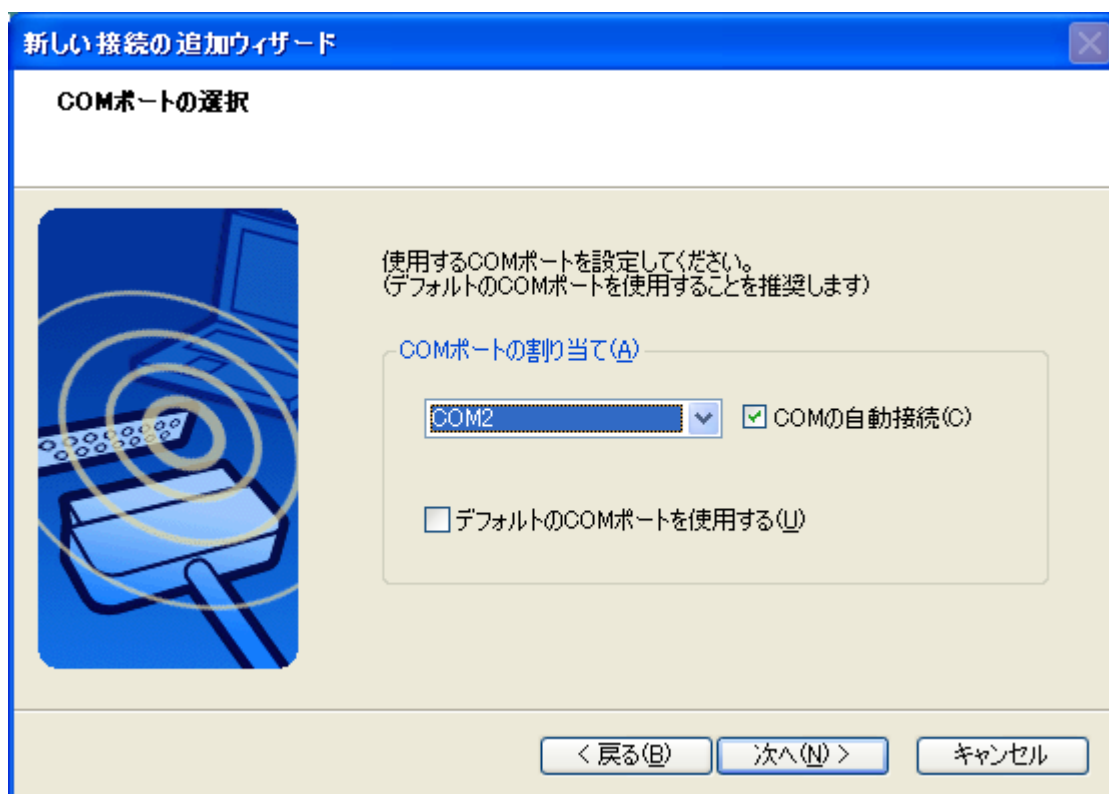 新しい接続の追加ウィザード
COMポートの選択
使用するCOMポートを設定してください。
(デフォルトのCOMポートを使用することを推奨します)
COMポートの割り当て(A)
COM2
COMの自動接続(C)
デフォルトのCOMポートを使用する(U)
< 戻る(B)
次へ(N) >
キャンセル